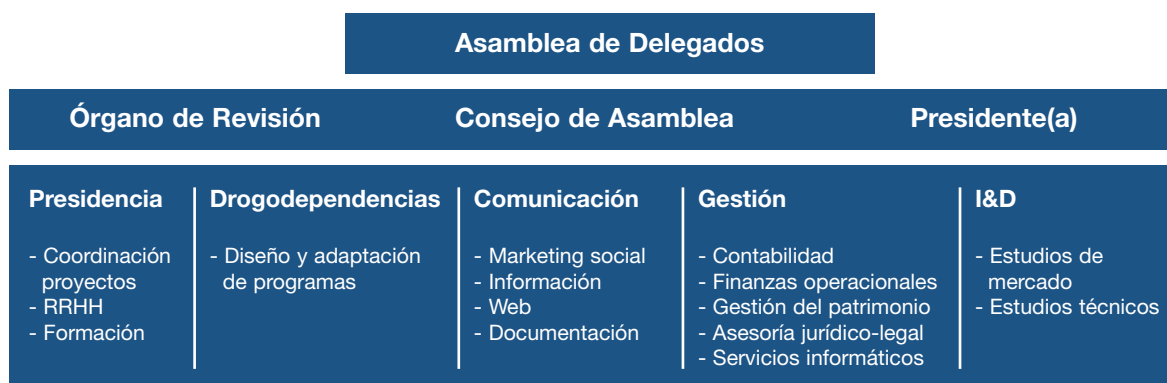 Asamblea de Delegados
Órgano de Revisión
Consejo de Asamblea
Presidente(a)
Presidencia
- Coordinación
proyectos
- RRHH
- Formación
Drogodependencias
- Diseño y adaptación
de programas
Comunicación
- Marketing social
- Información
- Web
- Documentación
Gestión
- Contabilidad
- Finanzas operacionales
- Gestión del patrimonio
- Asesoría jurídico-legal
- Servicios informáticos
I&D
- Estudios de
mercado
- Estudios técnicos